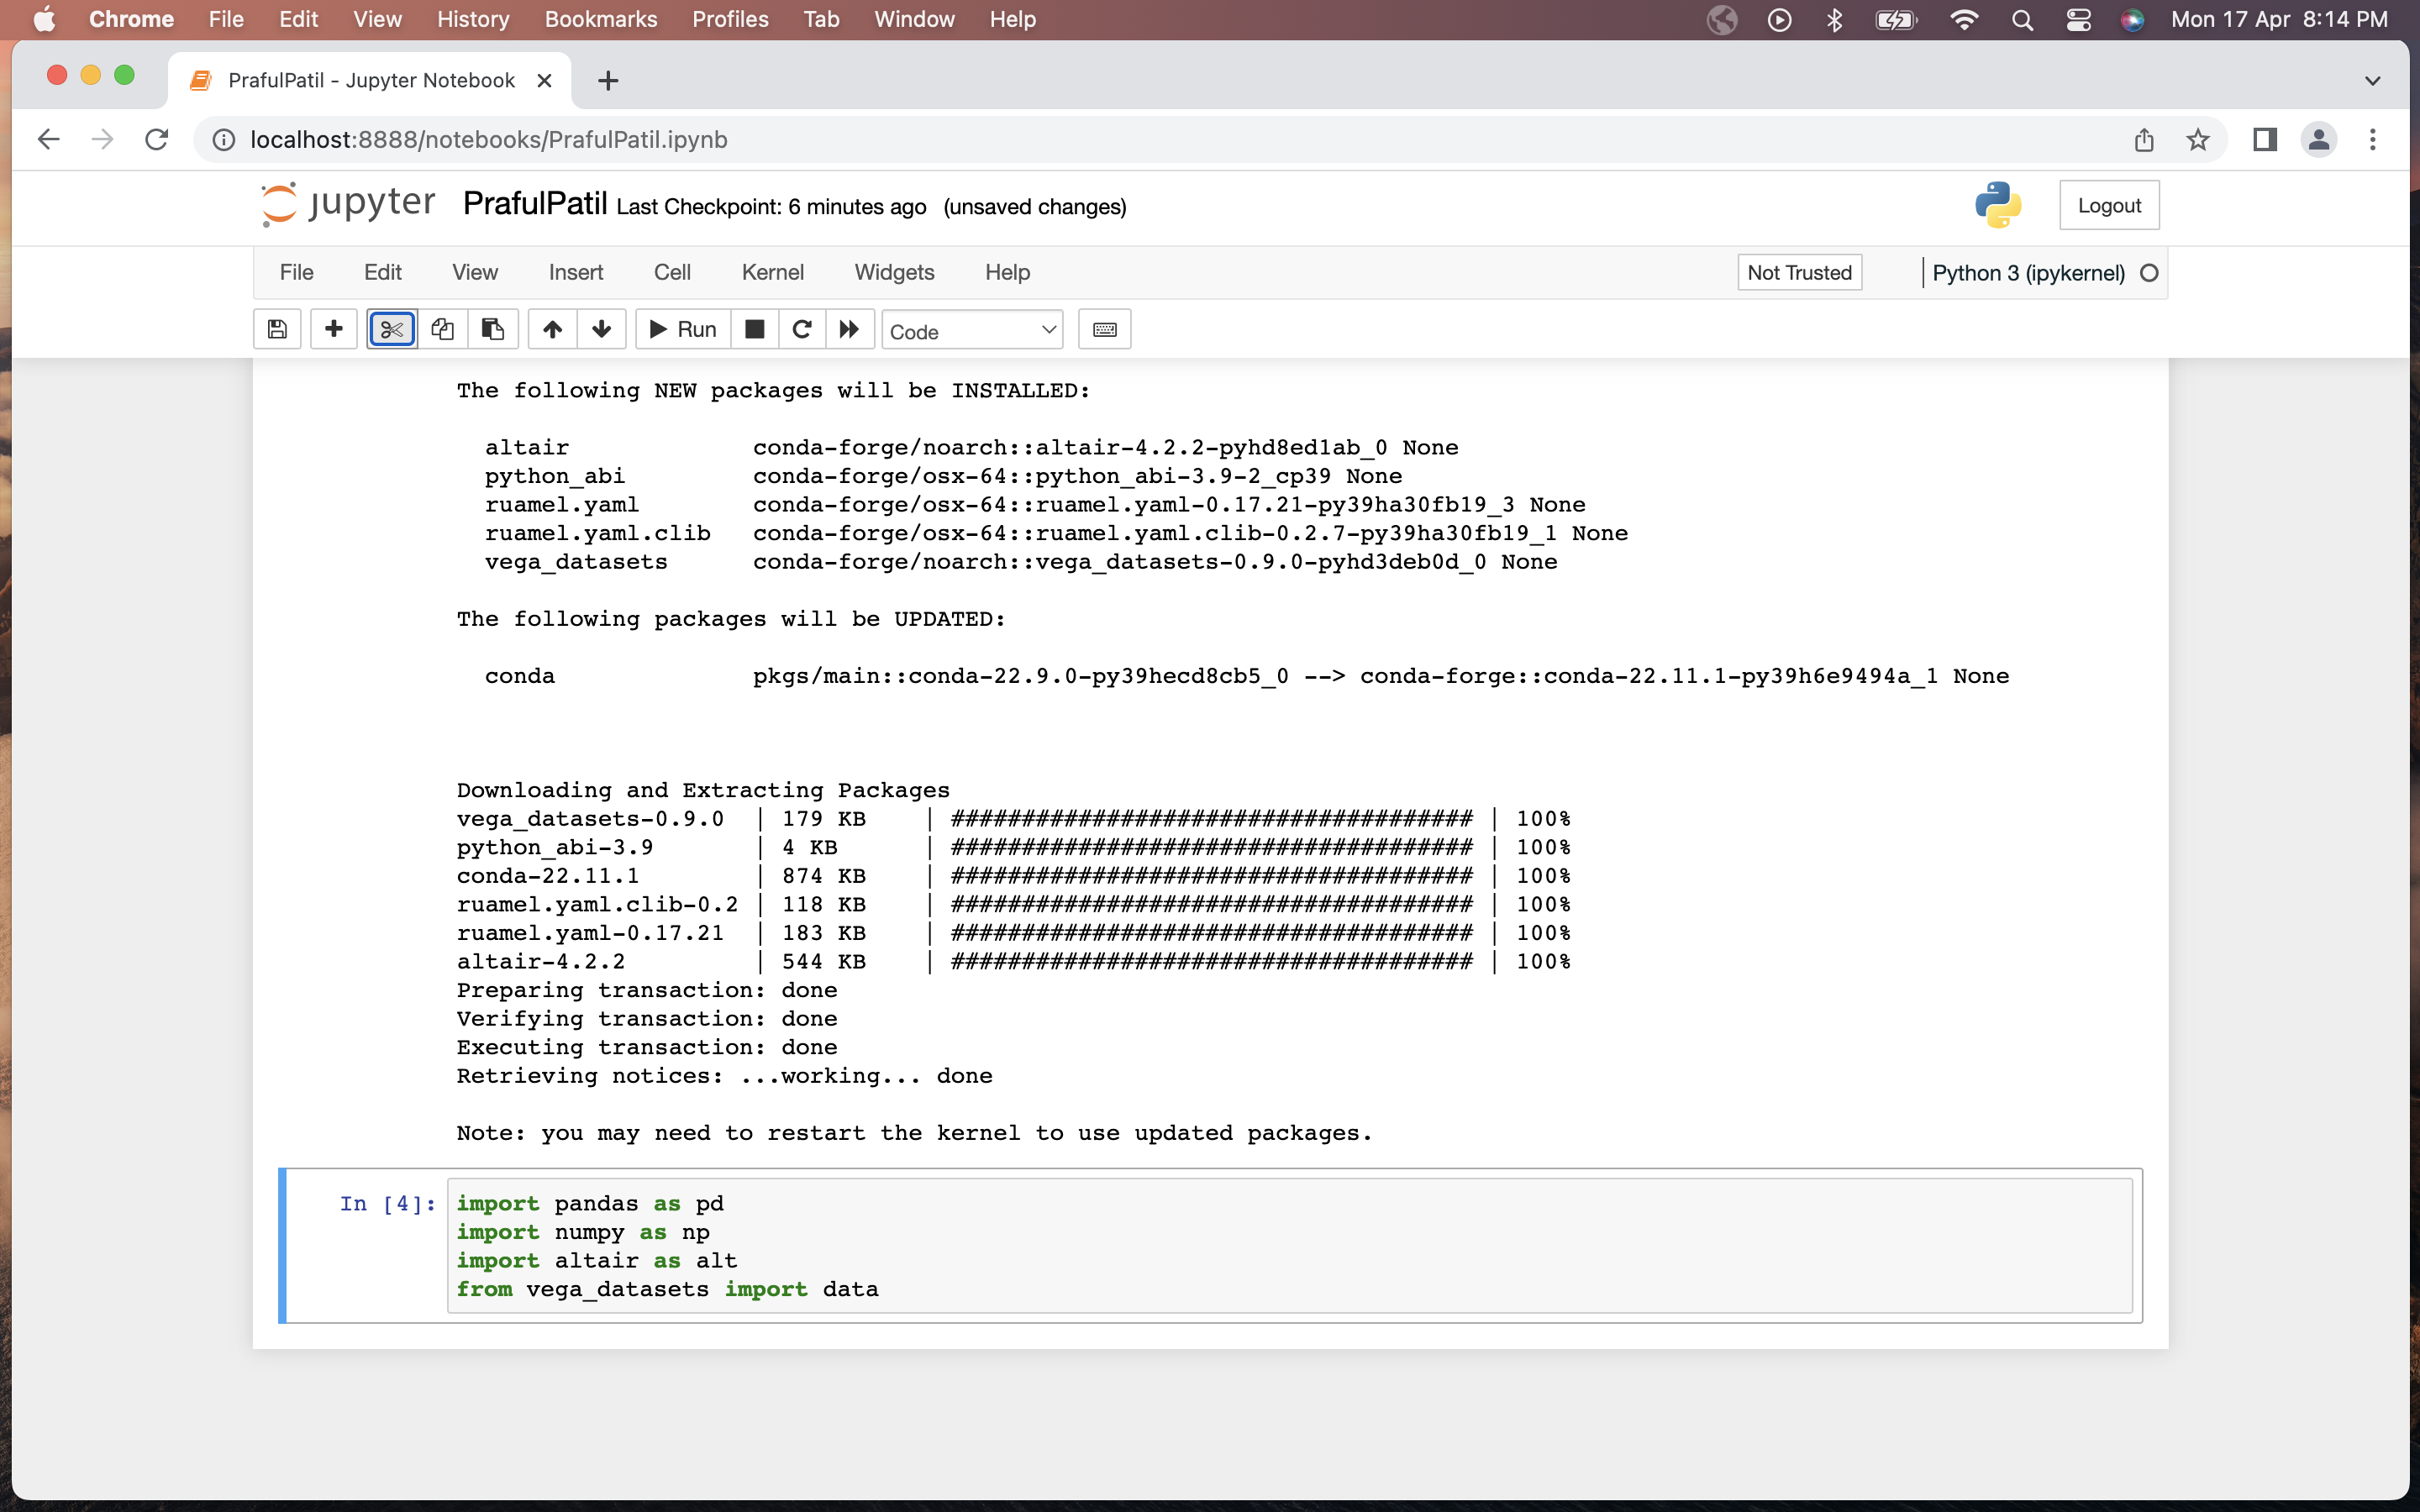 Chrome File Edit View History Bookmarks Profiles Tab Window Help Mon 17 Apr 8:14 PM
PrafulPatil - Jupyter Notebook
localhost:8888/notebooks/PrafulPatil.ipynb
jupyter PrafulPatil Last Checkpoint: 6 minutes ago (unsaved changes) Logout
File Edit View Insert Cell Kernel Widgets Help Not Trusted Python 3 (ipykernel)
Run Code
The following NEW packages will be INSTALLED:
altair conda-forge/noarch::altair-4.2.2-pyhd8ed1ab_0 None
python_abi conda-forge/osx-64::python_abi-3.9-2_cp39 None
ruamel.yaml conda-forge/osx-64::ruamel.yaml-0.17.21-py39ha30fb19_3 None
ruamel.yaml.clib conda-forge/osx-64::ruamel.yaml.clib-0.2.7-py39ha30fb19_1 None
vega_datasets conda-forge/noarch::vega_datasets-0.9.0-pyhd3deb0d_0 None
The following packages will be UPDATED:
conda pkgs/main::conda-22.9.0-py39hecd8cb5_0 --> conda-forge::conda-22.11.1-py39h6e9494a_1 None
Downloading and Extracting Packages
vega_datasets-0.9.0 | 179 KB | ##################################### | 100%
python_abi-3.9 | 4 KB | ##################################### | 100%
conda-22.11.1 | 874 KB | ##################################### | 100%
ruamel.yaml.clib-0.2 | 118 KB | ##################################### | 100%
ruamel.yaml-0.17.21 | 183 KB | ##################################### | 100%
altair-4.2.2 | 544 KB | ##################################### | 100%
Preparing transaction: done
Verifying transaction: done
Executing transaction: done
Retrieving notices: ...working... done
Note: you may need to restart the kernel to use updated packages.
In [4]: import pandas as pd
import numpy as np
import altair as alt
from vega_datasets import data